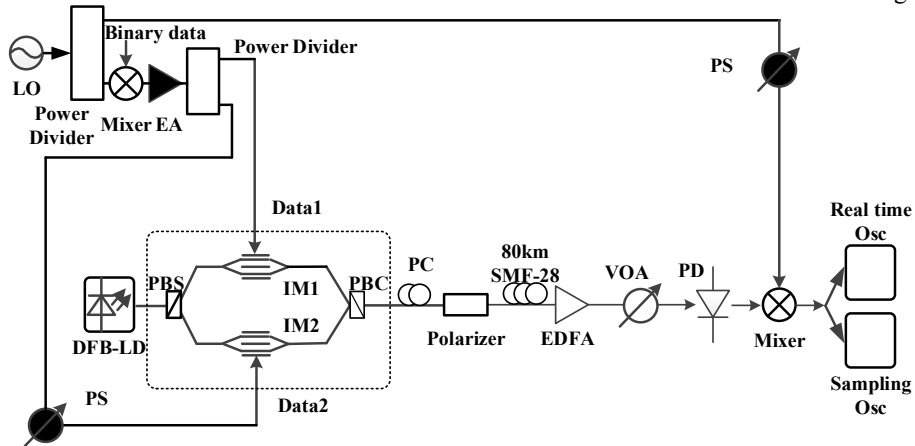 g
Binary data
Power Divider
LO
Power
Divider
Mixer EA
PS
Data1
Real time
Osc
PBS
IM1
PBC
PC
80km
SMF-28
VOA
PD
DFB-LD
IM2
Polarizer
EDFA
Mixer
PS
Data2
Sampling
Osc